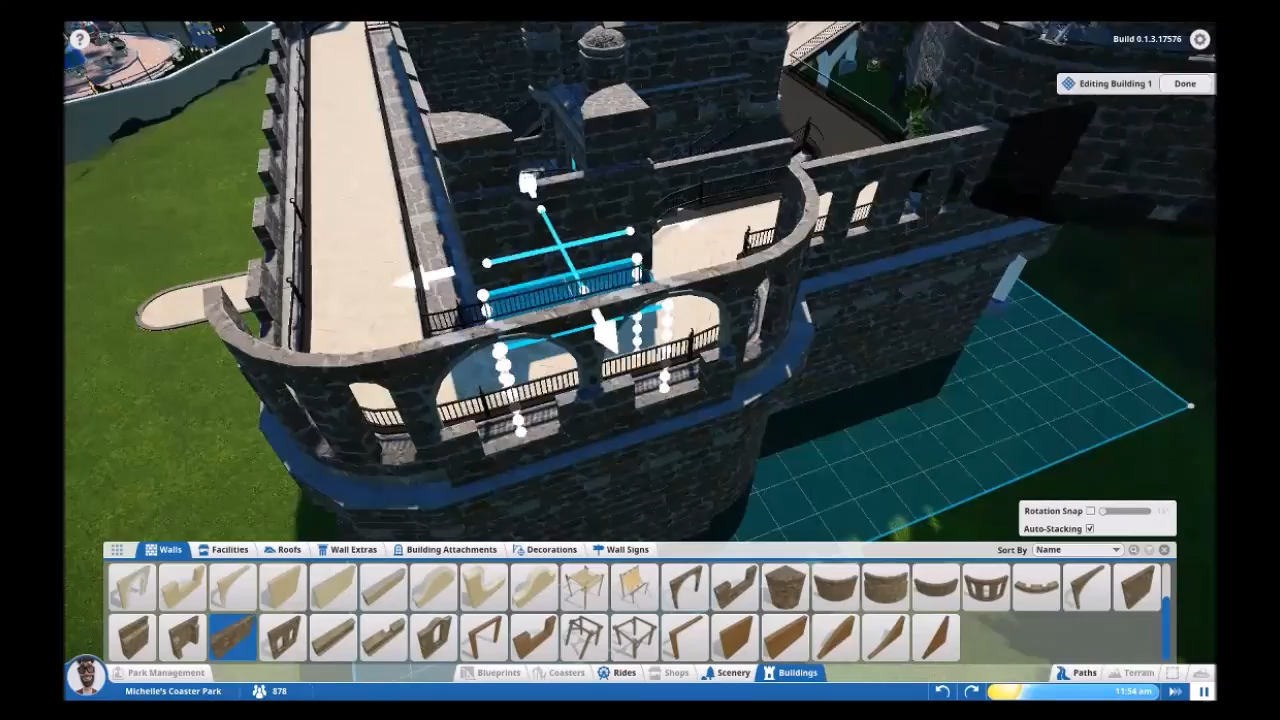 ?
Build 0.1.3.17576
Editing Building 1 Done
Rotation Snap
Auto-Stacking
Walls Facilities Roofs Wall Extras Building Attachments Decorations Wall Signs Sort By Name
Park Management Blueprints Coasters Rides Shops Scenery Buildings Paths Terrain
Michelle's Coaster Park 878 11:54 am